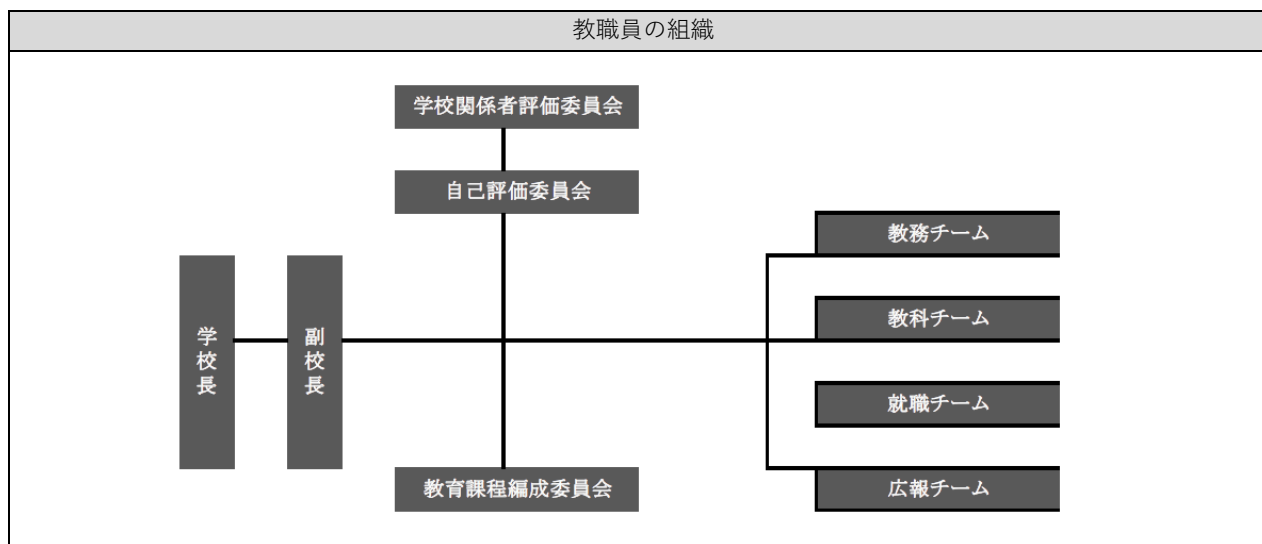 教職員の組織
学校関係者評価委員会
自己評価委員会
学校長
副校長
教務チーム
教科チーム
就職チーム
広報チーム
教育課程編成委員会